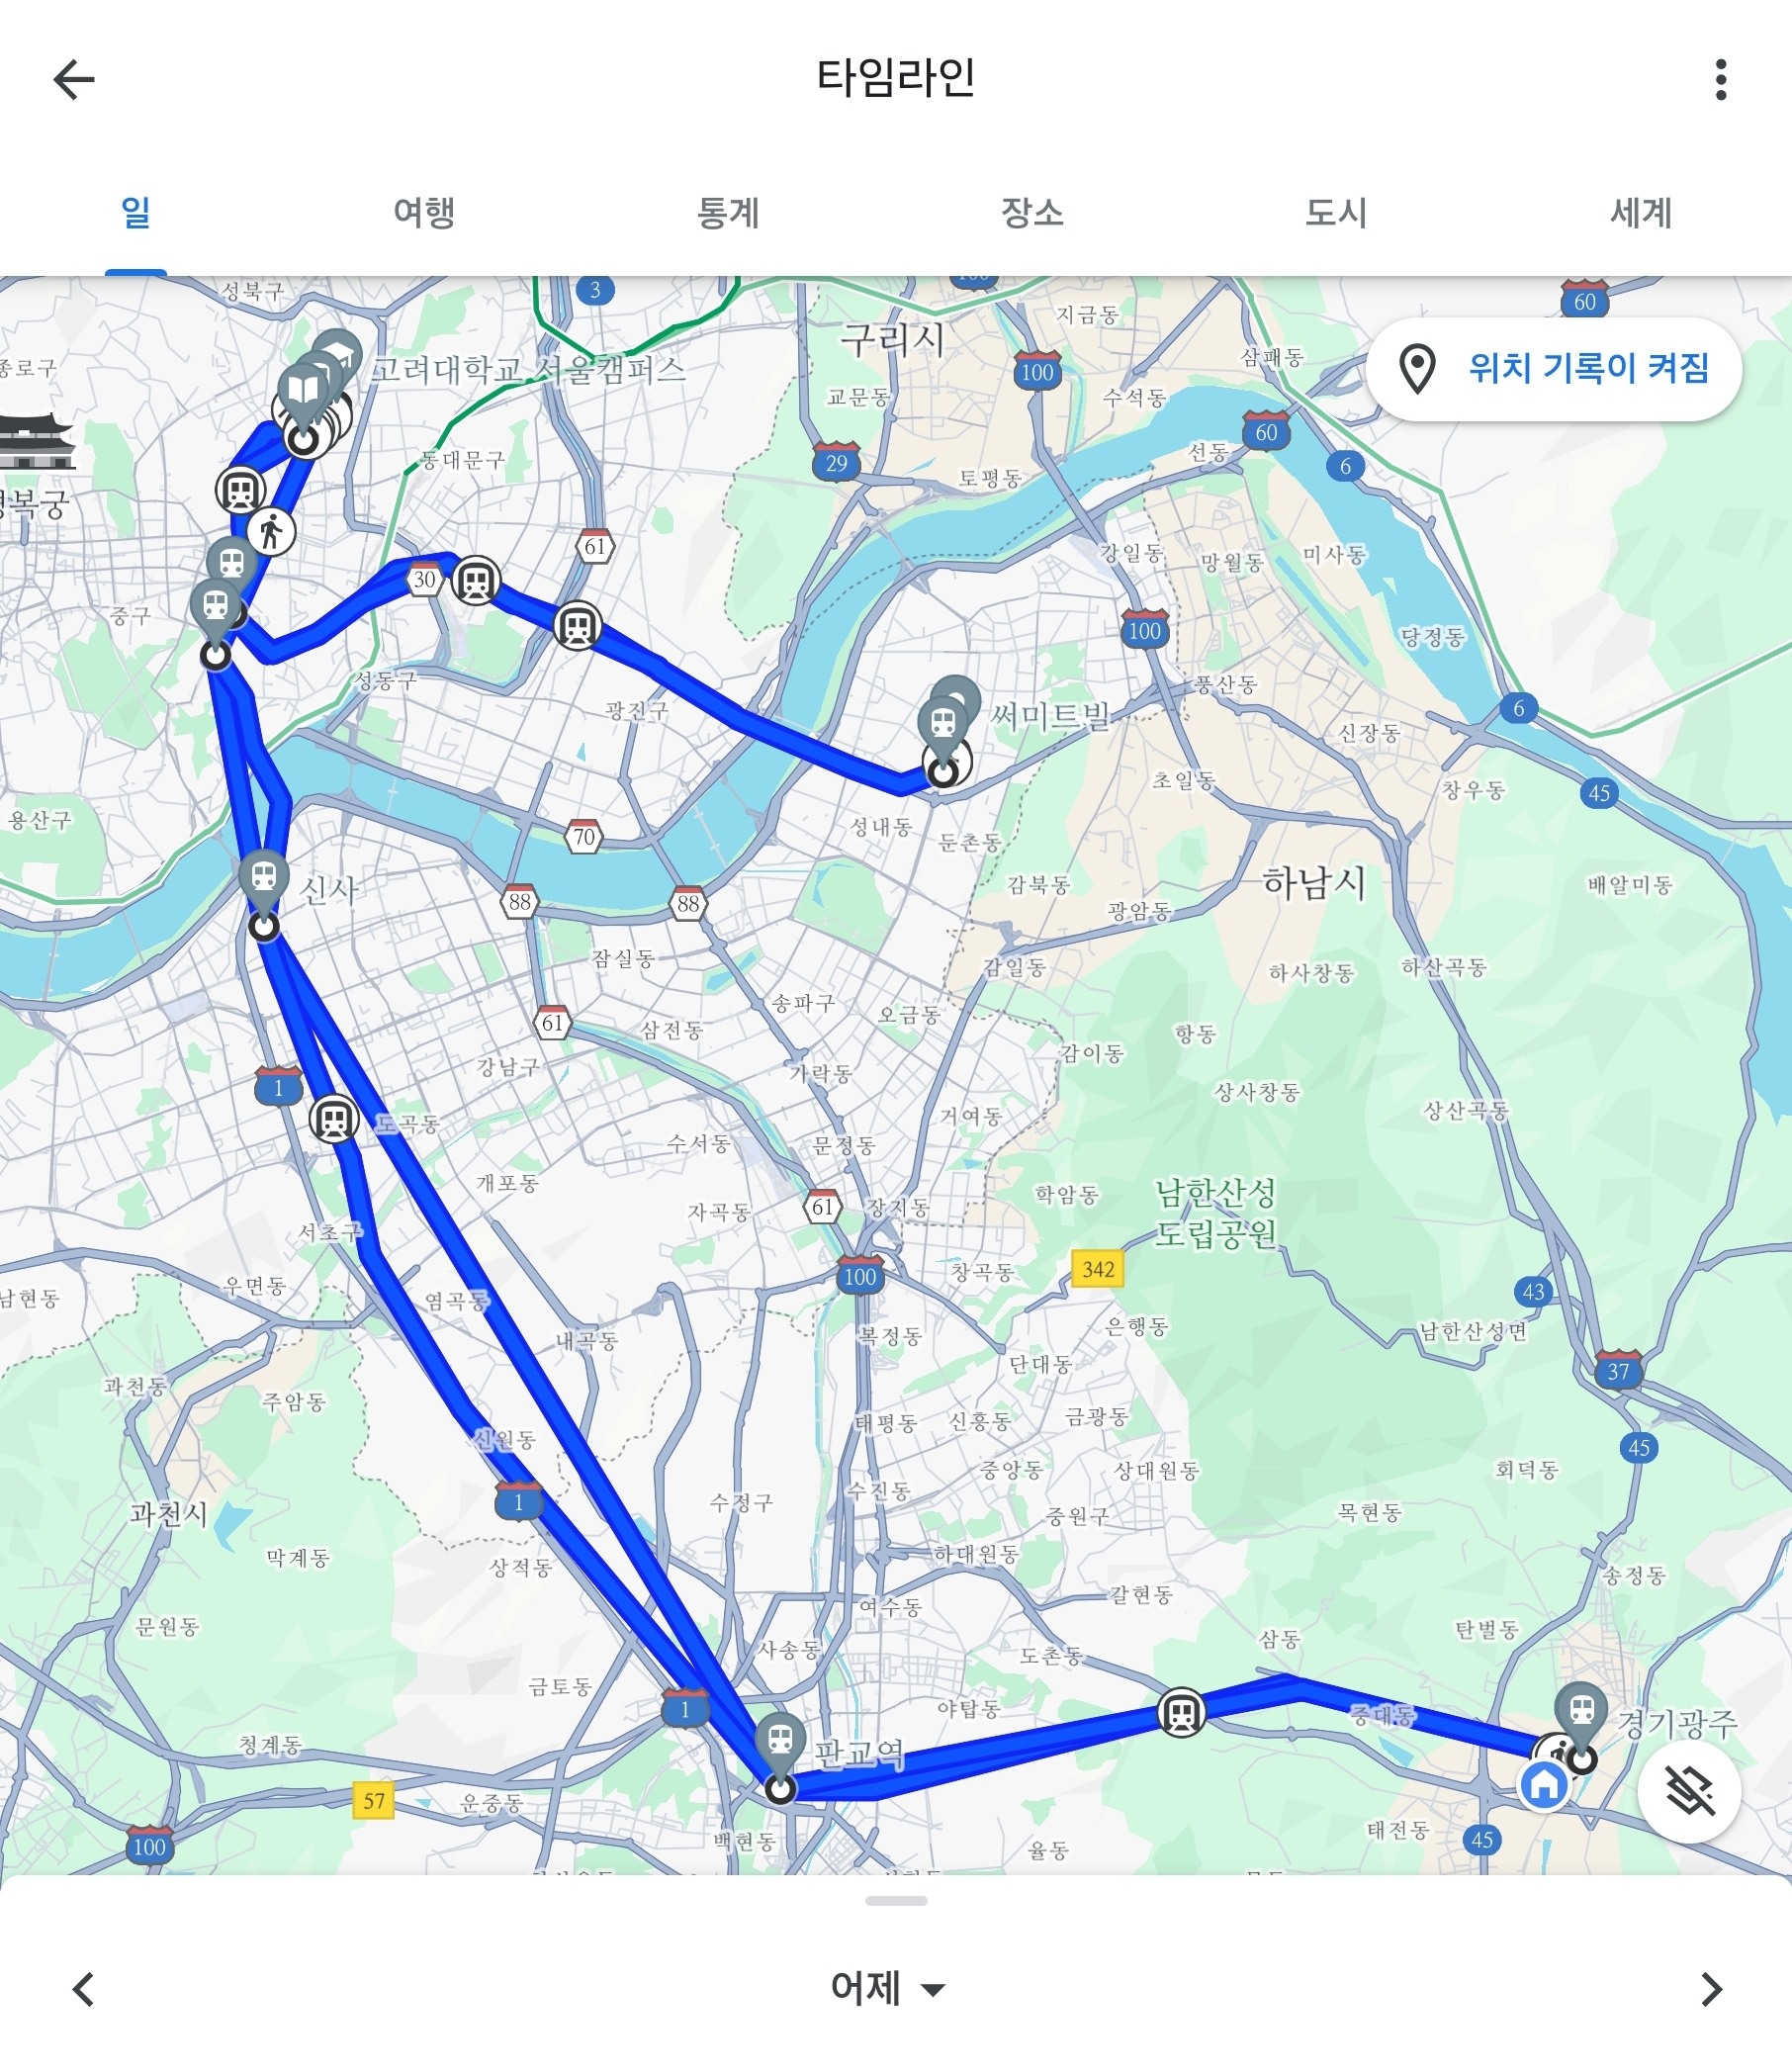 타임라인
일
여행
통계
장소
도시
세계
위치 기록이 켜짐
성북구
3
100
60
지금동
구리시
삼패동
종로구
고려대학교 서울캠퍼스
교문동
수석동
100
60
6
동대문구
29
토평동
선동
경복궁
61
강일동
망월동
미사동
30
중구
100
당정동
성동구
광진구
써미트빌
풍산동
6
신장동
초일동
창우동
45
용산구
70
성내동
둔촌동
신사
88
88
감북동
하남시
배알미동
광암동
잠실동
감일동
하사창동
하산곡동
송파구
오금동
61
삼전동
감이동
항동
강남구
가락동
1
상사창동
상산곡동
도곡동
거여동
수서동
문정동
개포동
학암동
남한산성
도립공원
자곡동
61
장지동
서초구
우면동
100
창곡동
342
43
남현동
염곡동
내곡동
복정동
은행동
남한산성면
단대동
37
과천동
주암동
태평동
신흥동
금광동
45
신원동
중앙동
상대원동
회덕동
1
수정구
수진동
중원구
목현동
과천시
막계동
상적동
하대원동
송정동
갈현동
여수동
문원동
탄벌동
사송동
도촌동
삼동
금토동
1
야탑동
중대동
경기광주
청계동
판교역
57
운중동
백현동
율동
태전동
45
100
어제